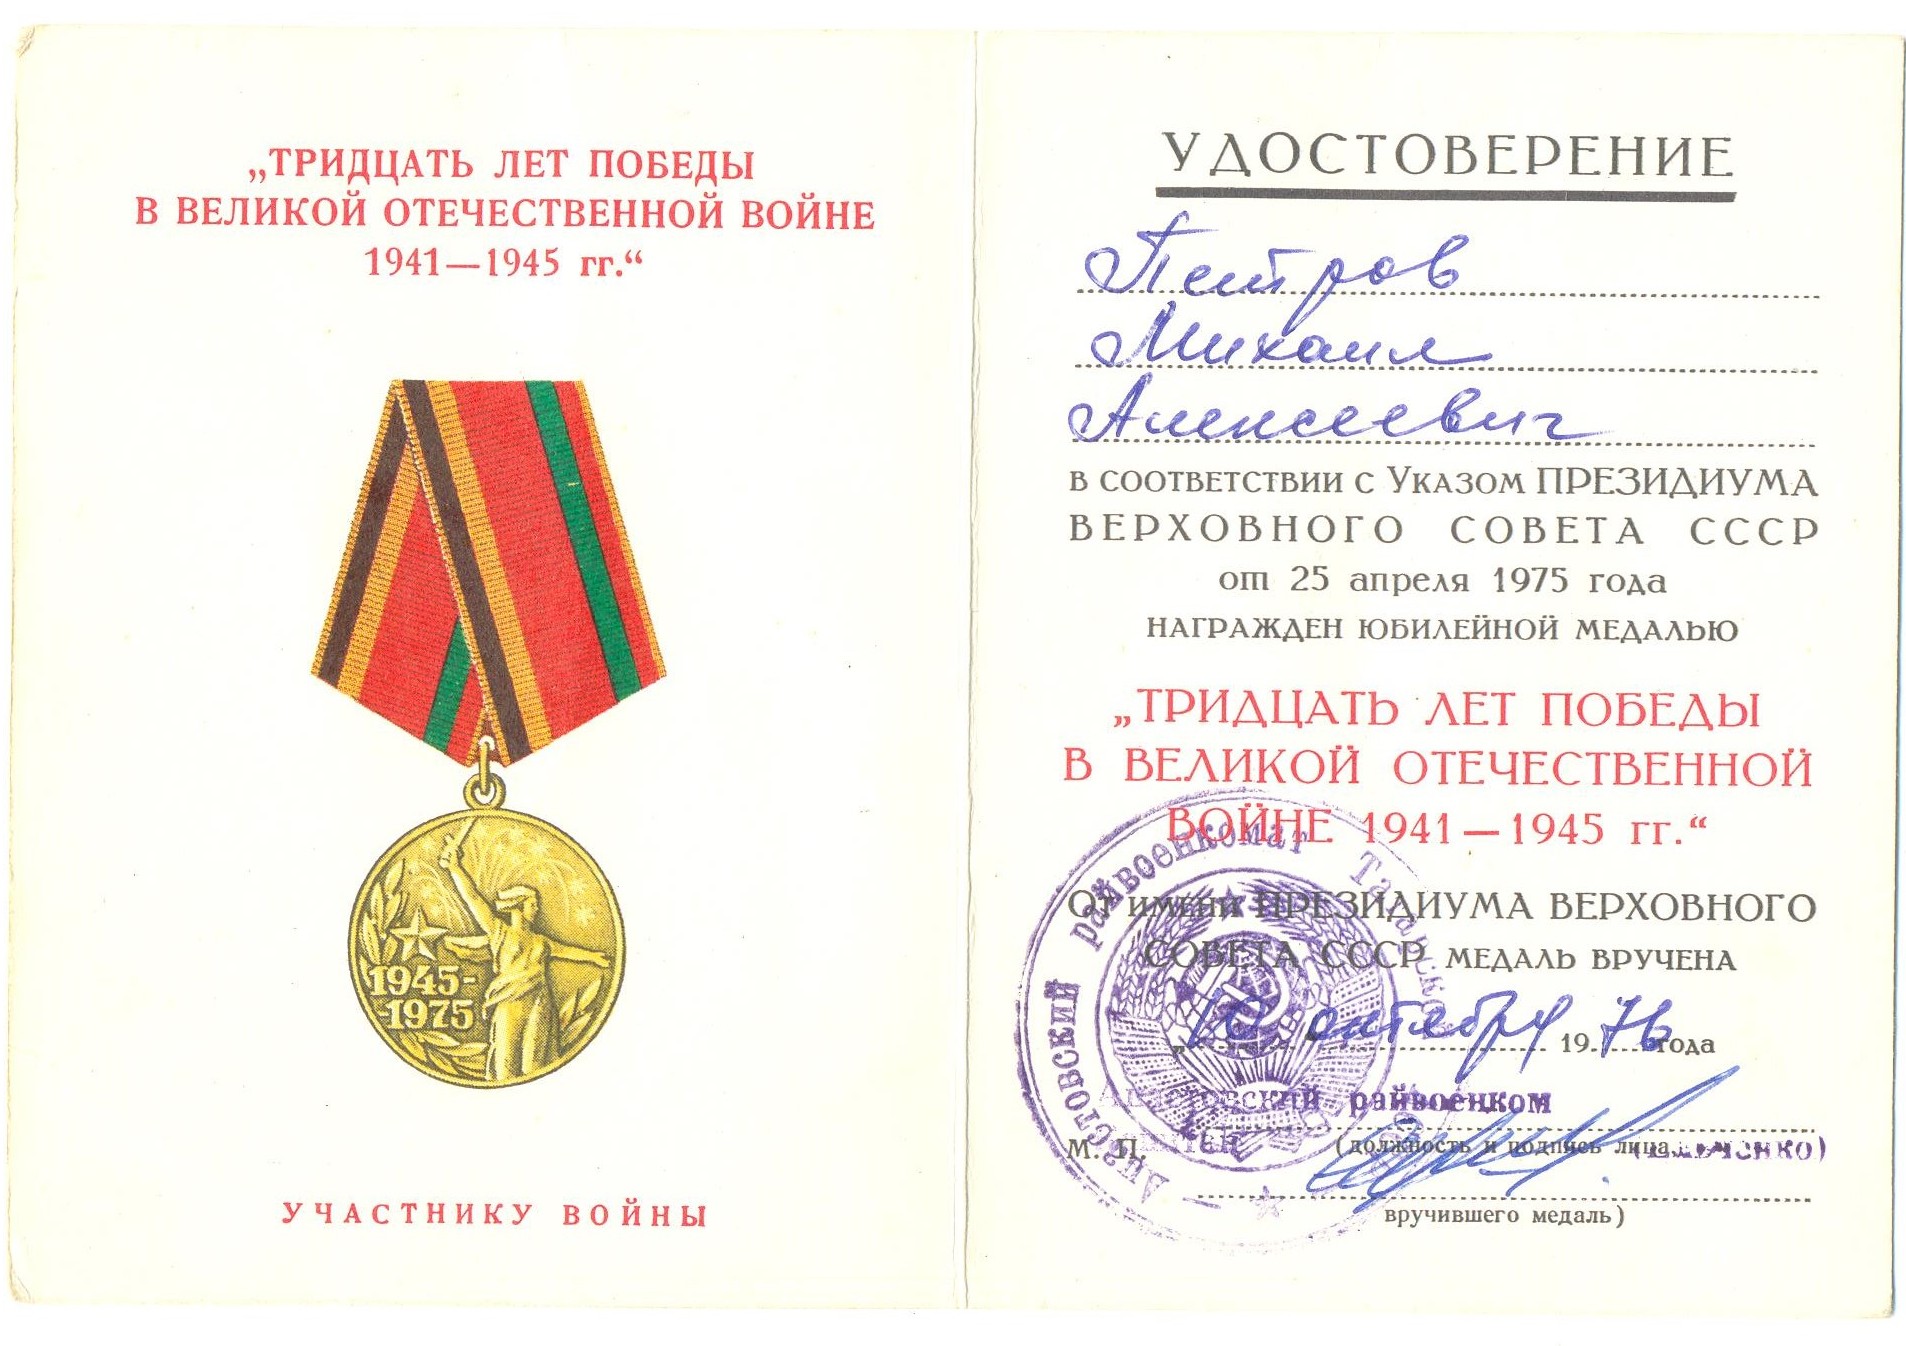 „ТРИДЦАТЬ ЛЕТ ПОБЕДЫ
В ВЕЛИКОЙ ОТЕЧЕСТВЕННОЙ ВОЙНЕ
1941—1945 гг.“
1945-
-1975
УЧАСТНИКУ ВОЙНЫ
УДОСТОВЕРЕНИЕ
Петров
Михаил
Алексеевич
в соответствии с Указом ПРЕЗИДИУМА
ВЕРХОВНОГО СОВЕТА СССР
от 25 апреля 1975 года
НАГРАЖДЕН ЮБИЛЕЙНОЙ МЕДАЛЬЮ
„ТРИДЦАТЬ ЛЕТ ПОБЕДЫ
В ВЕЛИКОЙ ОТЕЧЕСТВЕННОЙ
ВОЙНЕ 1941—1945 гг.“
От имени ПРЕЗИДИУМА ВЕРХОВНОГО
СОВЕТА СССР МЕДАЛЬ ВРУЧЕНА
октября 1976 года
райвоенком
М. П. (должность и подпись лица,
вручившего медаль)
райвоенкомат